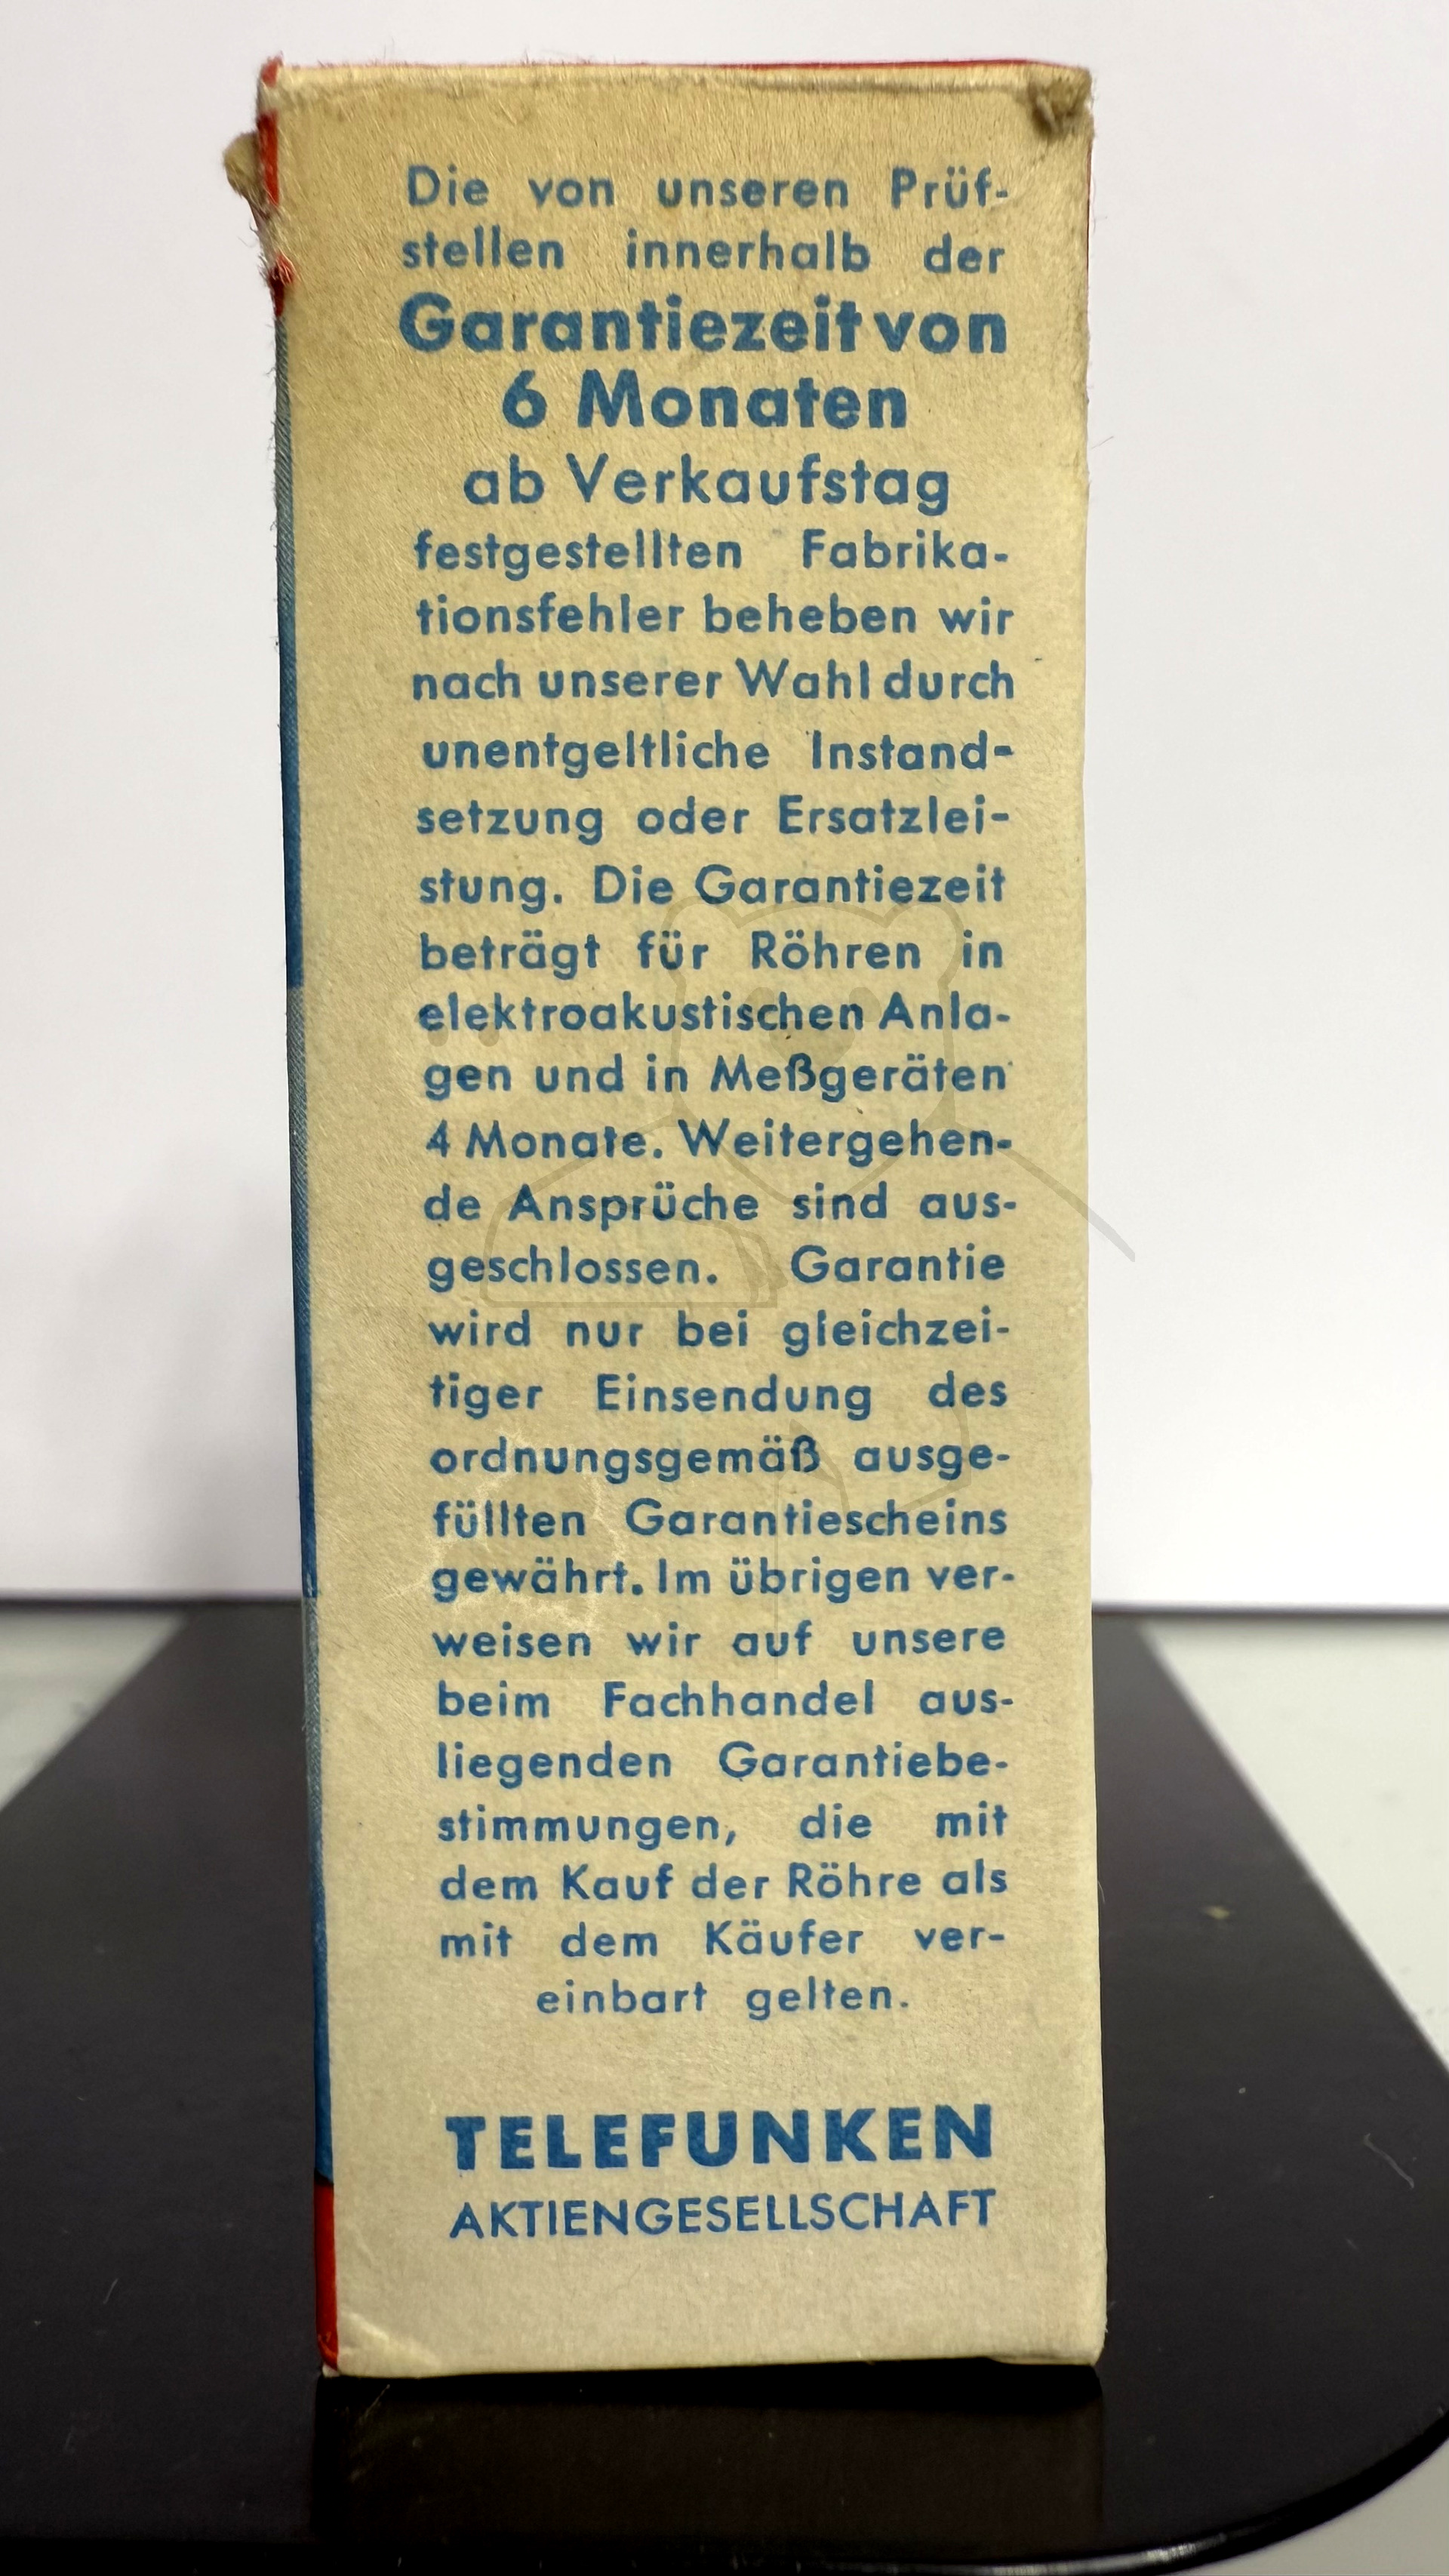 Die von unseren Prüf-
stellen innerhalb der
Garantiezeit von
6 Monaten
ab Verkaufstag
festgestellten Fabrika-
tionsfehler beheben wir
nach unserer Wahl durch
unentgeltliche Instand-
setzung oder Ersatzlei-
stung. Die Garantiezeit
beträgt für Röhren in
elektroakustischen Anla-
gen und in Meßgeräten
4 Monate. Weitergehen-
de Ansprüche sind aus-
geschlossen. Garantie
wird nur bei gleichzei-
tiger Einsendung des
ordnungsgemäß ausge-
füllten Garantiescheins
gewährt. Im übrigen ver-
weisen wir auf unsere
beim Fachhandel aus-
liegenden Garantiebe-
stimmungen, die mit
dem Kauf der Röhre als
mit dem Käufer ver-
einbart gelten.
TELEFUNKEN
AKTIENGESELLSCHAFT